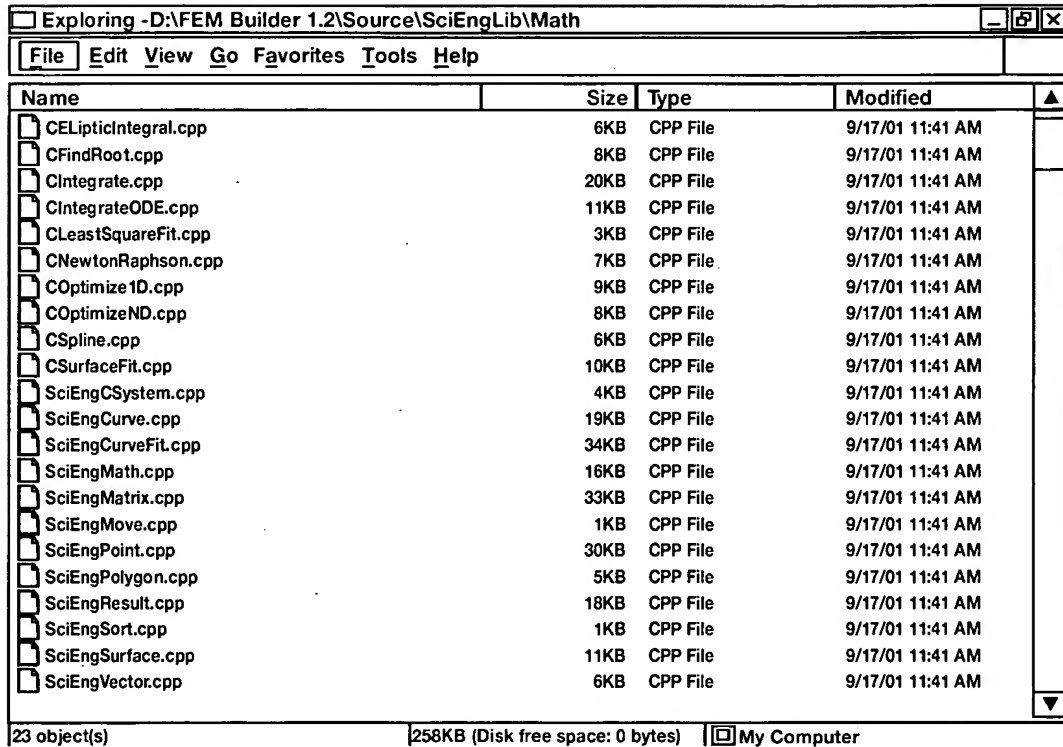 Exploring -D:\FEM Builder 1.2\Source\SciEngLib\Math
File Edit View Go Favorites Tools Help
Name Size Type Modified
CELipticIntegral.cpp 6KB CPP File 9/17/01 11:41 AM
CFindRoot.cpp 8KB CPP File 9/17/01 11:41 AM
CIntegrate.cpp 20KB CPP File 9/17/01 11:41 AM
CIntegrateODE.cpp 11KB CPP File 9/17/01 11:41 AM
CLeastSquareFit.cpp 3KB CPP File 9/17/01 11:41 AM
CNewtonRaphson.cpp 7KB CPP File 9/17/01 11:41 AM
COptimize1D.cpp 9KB CPP File 9/17/01 11:41 AM
COptimizeND.cpp 8KB CPP File 9/17/01 11:41 AM
CSpline.cpp 6KB CPP File 9/17/01 11:41 AM
CSurfaceFit.cpp 10KB CPP File 9/17/01 11:41 AM
SciEngCSystem.cpp 4KB CPP File 9/17/01 11:41 AM
SciEngCurve.cpp 19KB CPP File 9/17/01 11:41 AM
SciEngCurveFit.cpp 34KB CPP File 9/17/01 11:41 AM
SciEngMath.cpp 16KB CPP File 9/17/01 11:41 AM
SciEngMatrix.cpp 33KB CPP File 9/17/01 11:41 AM
SciEngMove.cpp 1KB CPP File 9/17/01 11:41 AM
SciEngPoint.cpp 30KB CPP File 9/17/01 11:41 AM
SciEngPolygon.cpp 5KB CPP File 9/17/01 11:41 AM
SciEngResult.cpp 18KB CPP File 9/17/01 11:41 AM
SciEngSort.cpp 1KB CPP File 9/17/01 11:41 AM
SciEngSurface.cpp 11KB CPP File 9/17/01 11:41 AM
SciEngVector.cpp 6KB CPP File 9/17/01 11:41 AM
23 object(s) 258KB (Disk free space: 0 bytes) My Computer